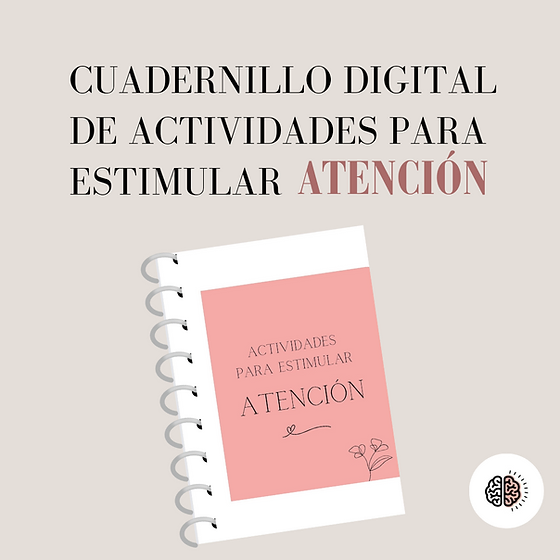 CUADERNILLO DIGITAL
DE ACTIVIDADES PARA
ESTIMULAR ATENCIÓN
ACTIVIDADES
PARA ESTIMULAR
ATENCIÓN